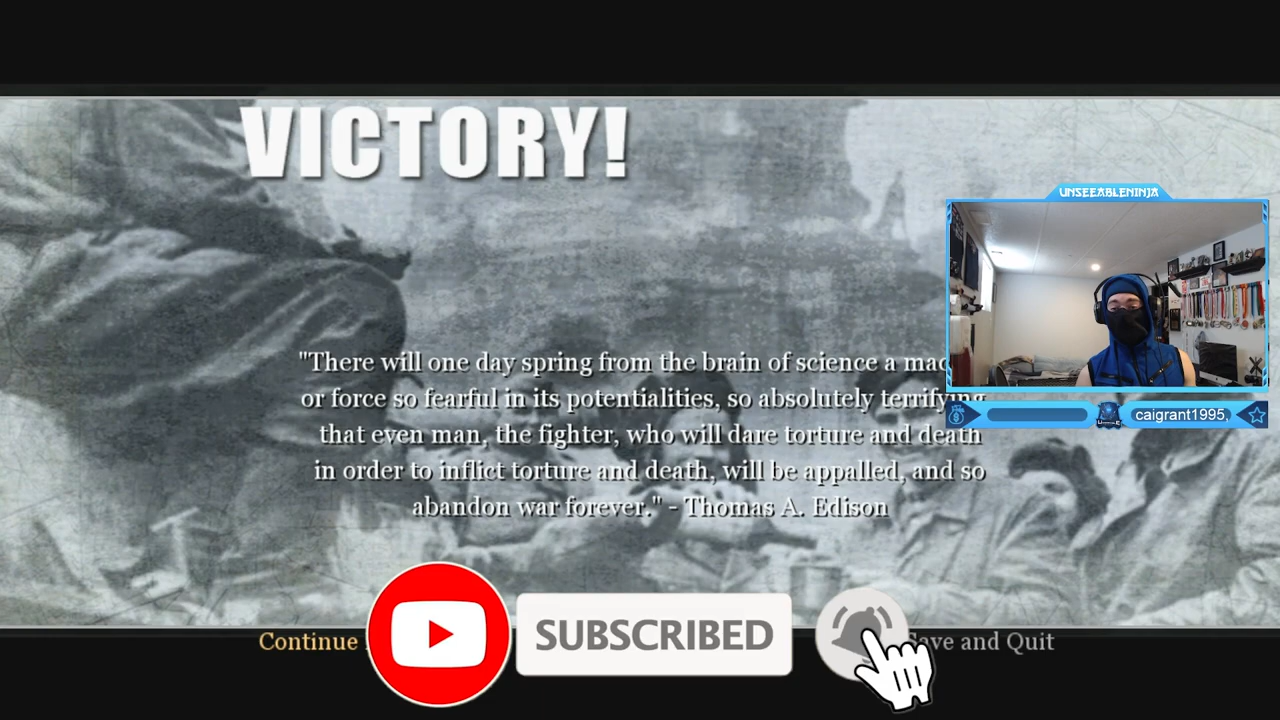 VICTORY!
UNSEEABLENINJA
"There will one day spring from the brain of science a
or force so fearful in its potentialities, so absolutely terrifying
that even man, the fighter, who will dare torture and death
in order to inflict torture and death, will be appalled, and so
abandon war forever." - Thomas A. Edison
caigrant1995,
Continue
SUBSCRIBED
Save and Quit